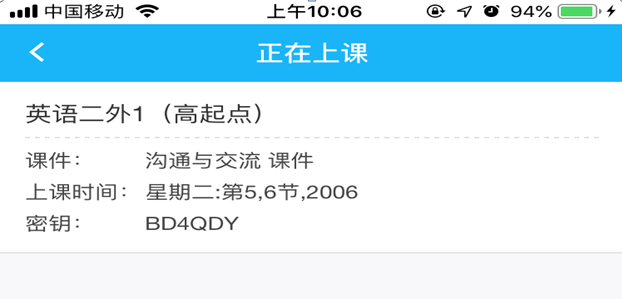 中国移动 上午10:06 94%
正在上课
英语二外1（高起点）
课件： 沟通与交流 课件
上课时间： 星期二:第5,6节,2006
密钥： BD4QDY